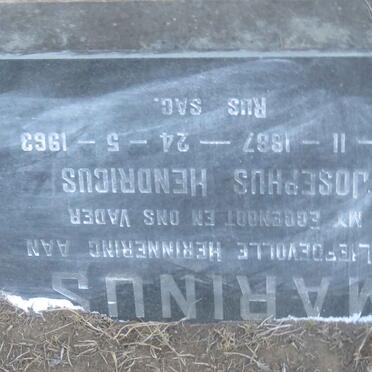 MARINUS
LIEFDEVOLLE HERINNERING AAN
MY EGGENOOT EN ONS VADER
JOSEPHUS HENDRICUS
11 — 1887 — 24 — 5 — 1963
RUS SAG.